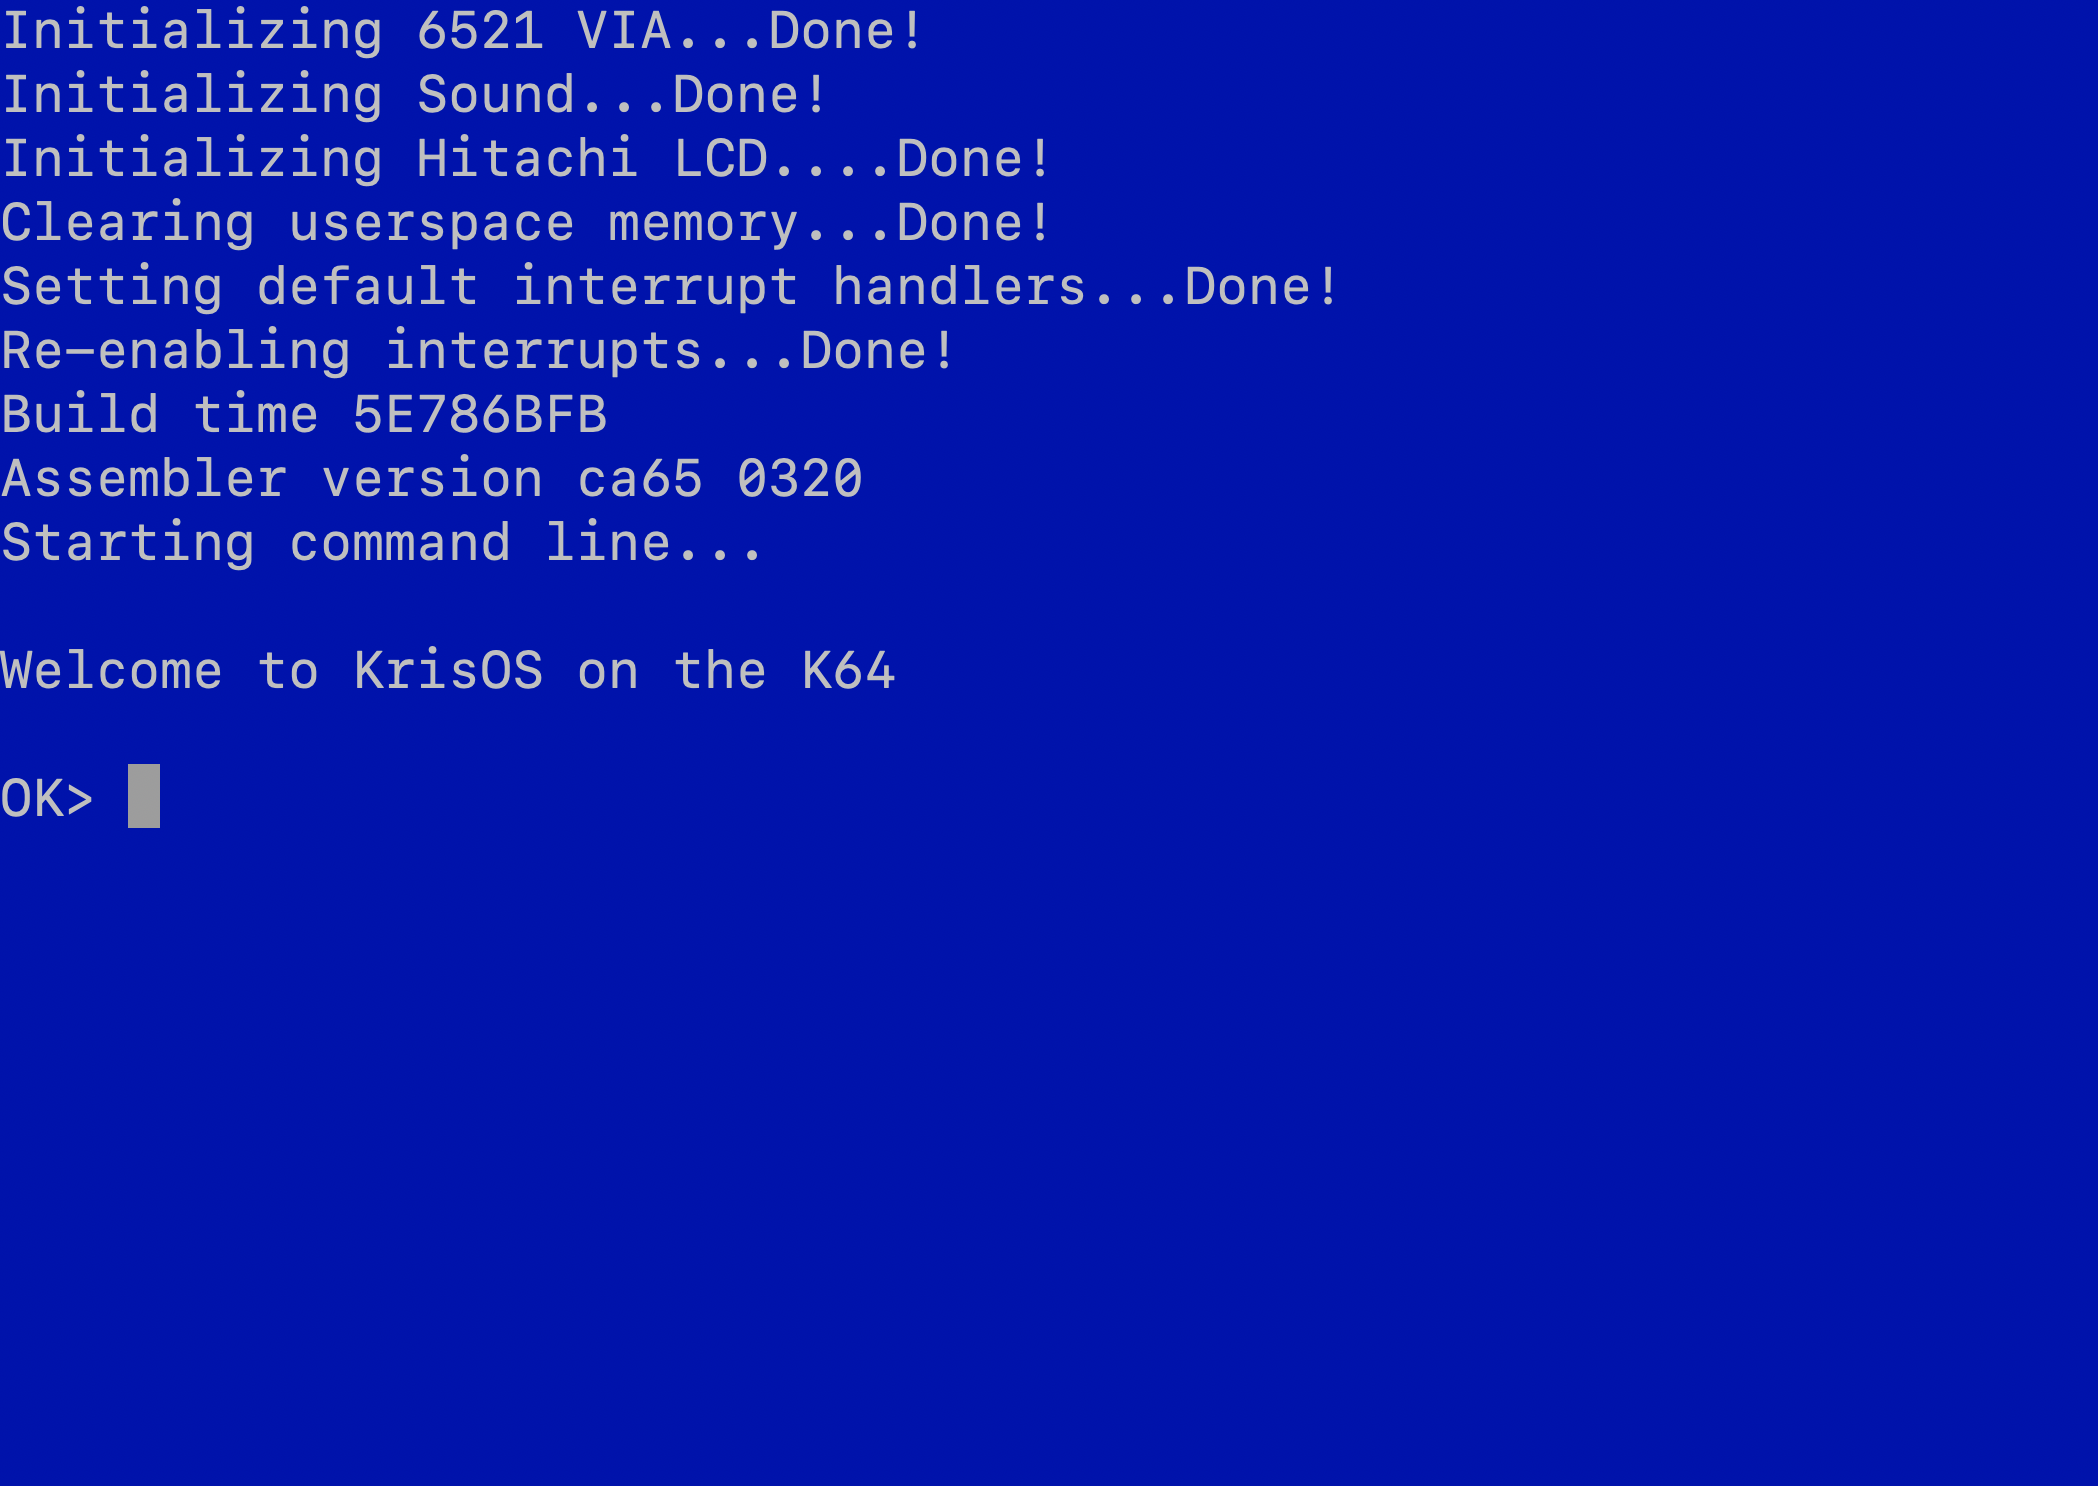 Initializing 6521 VIA...Done!
Initializing Sound...Done!
Initializing Hitachi LCD....Done!
Clearing userspace memory...Done!
Setting default interrupt handlers...Done!
Re-enabling interrupts...Done!
Build time 5E786BFB
Assembler version ca65 0320
Starting command line...
Welcome to KrisOS on the K64
OK>